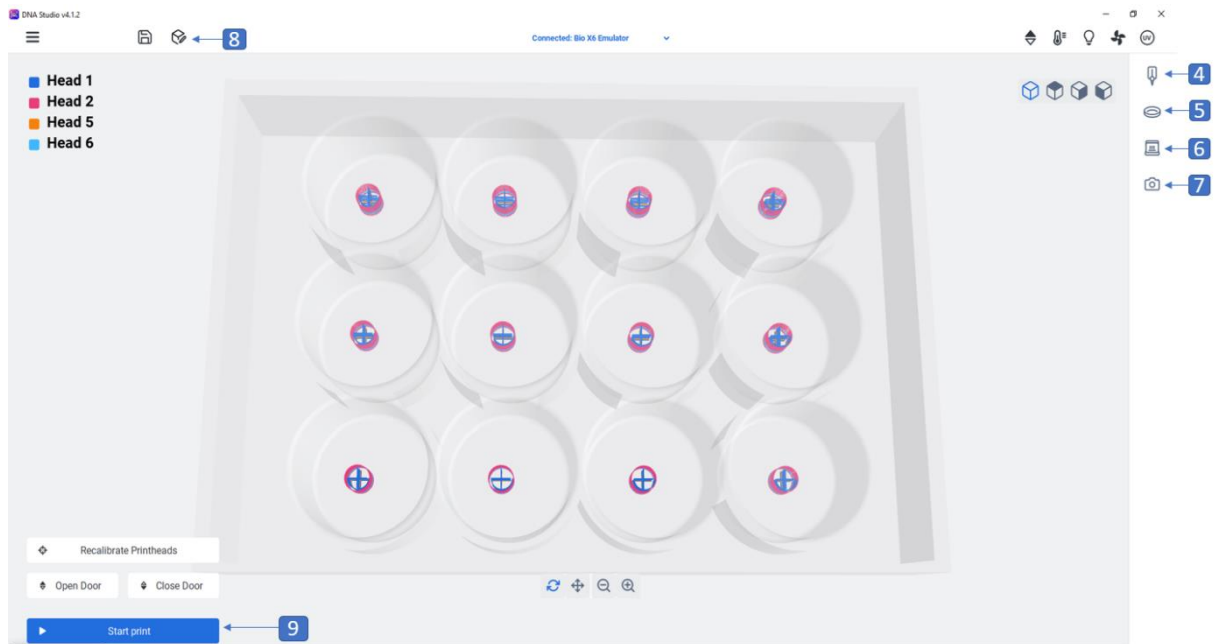 DNA Studio v4.1.2
8
Connected: Bio X6 Emulator
UV
Head 1
Head 2
Head 5
Head 6
4
5
6
7
Recalibrate Printheads
Open Door
Close Door
Start print
9